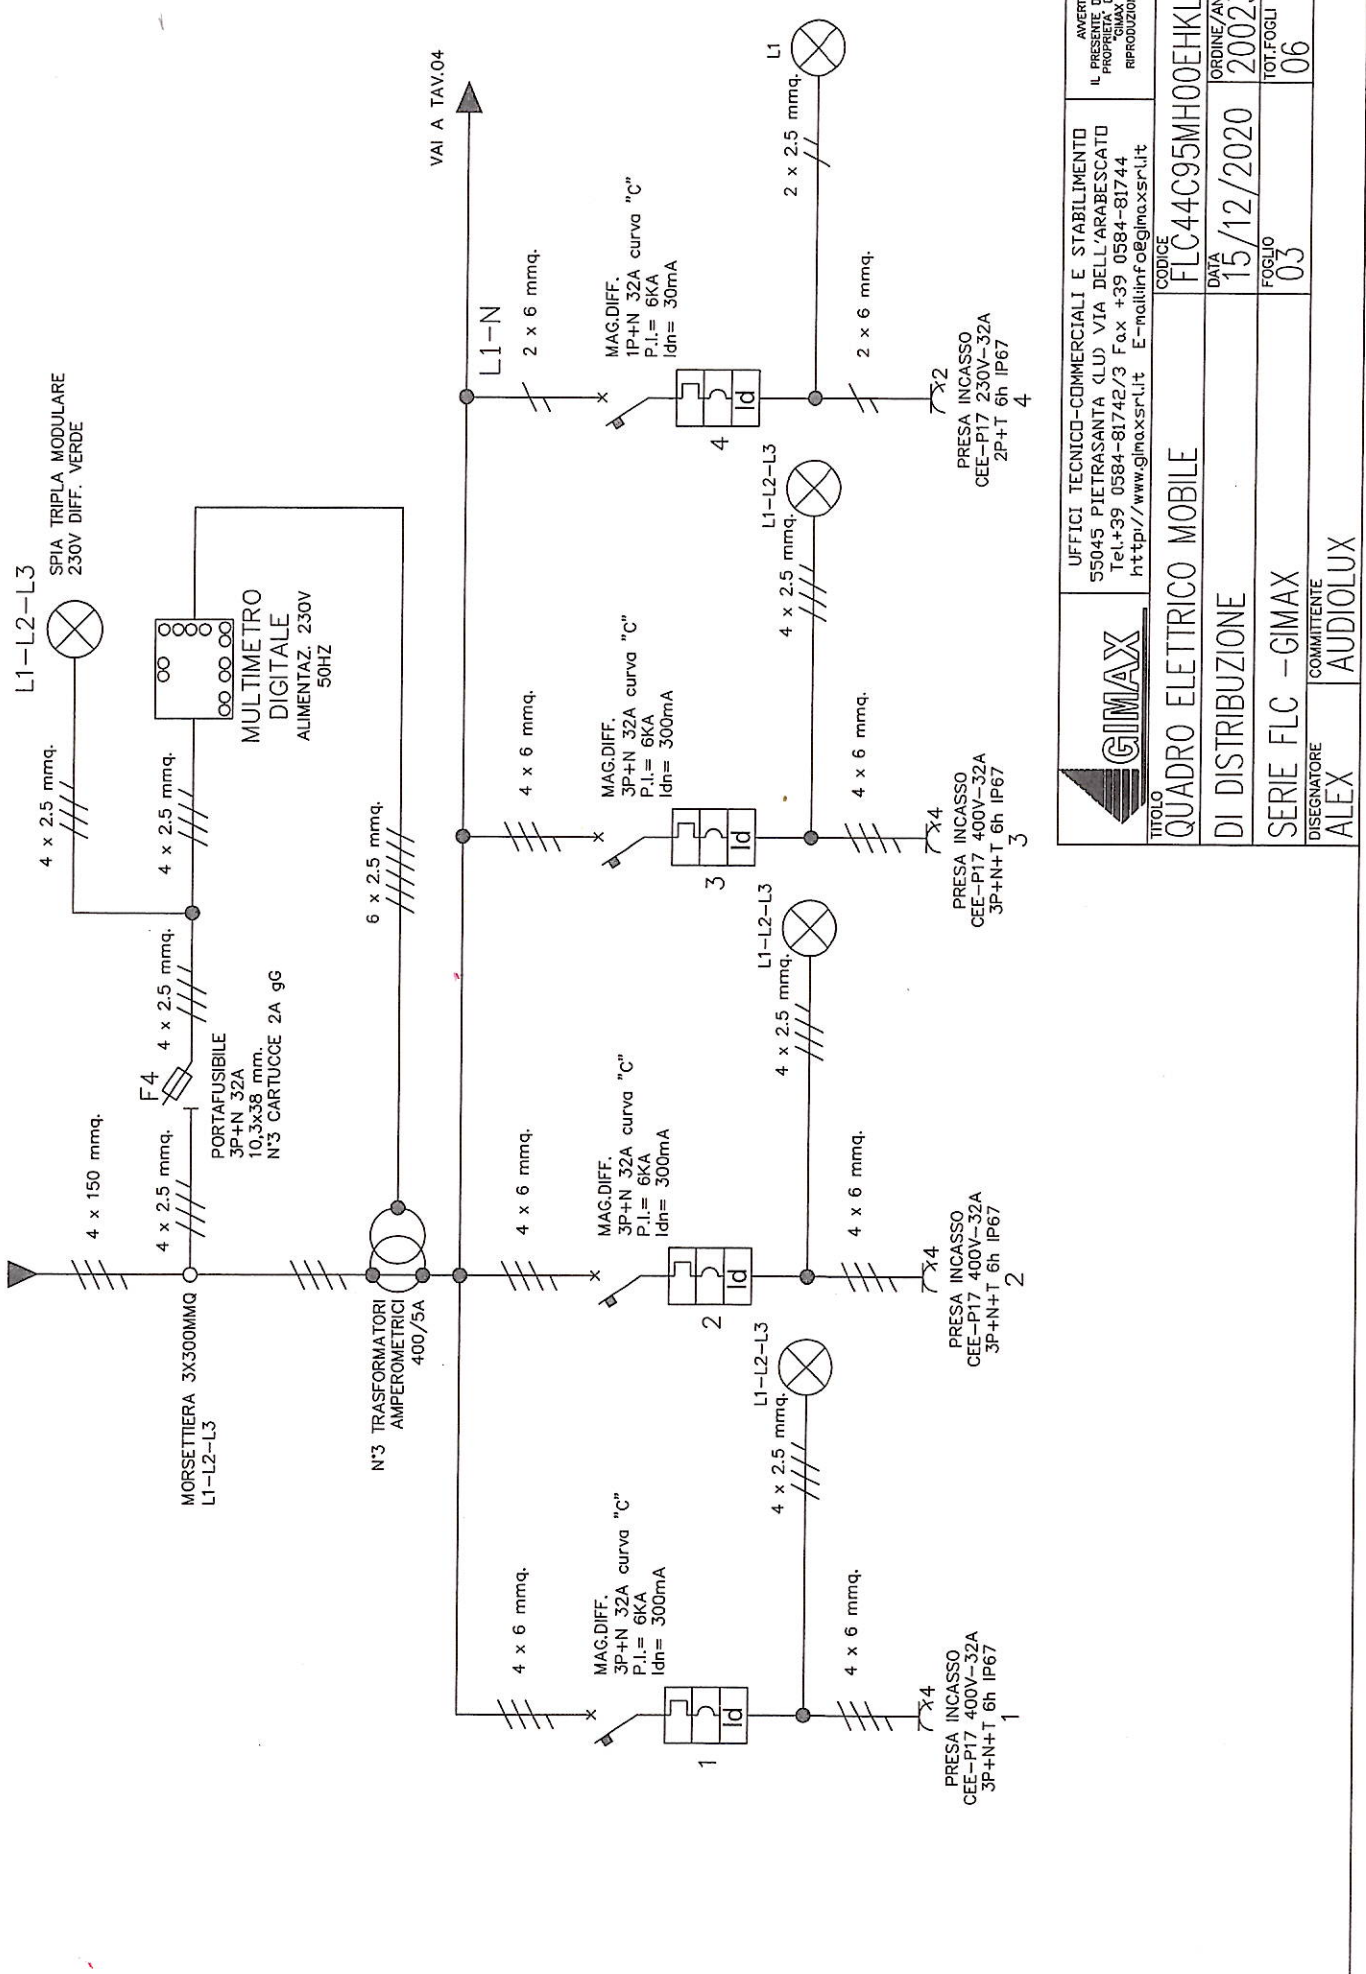 L1-L2-L3
SPIA TRIPLA MODULARE
230V DIFF. VERDE
4 x 2.5 mmq.
4 x 150 mmq.
F4
4 x 2.5 mmq.
4 x 2.5 mmq.
4 x 2.5 mmq.
MORSETTIERA 3X300MMQ
L1-L2-L3
PORTAFUSIBILE
3P+N 32A
10,3x38 mm.
N°3 CARTUCCE 2A gG
MULTIMETRO
DIGITALE
ALIMENTAZ. 230V
50HZ
N°3 TRASFORMATORI
AMPEROMETRICI
400/5A
6 x 2.5 mmq.
VAI A TAV.04
L1-N
4 x 6 mmq.
4 x 6 mmq.
4 x 6 mmq.
2 x 6 mmq.
MAG.DIFF.
3P+N 32A curva "C"
P.I.= 6KA
Idn= 300mA
MAG.DIFF.
3P+N 32A curva "C"
P.I.= 6KA
Idn= 300mA
MAG.DIFF.
3P+N 32A curva "C"
P.I.= 6KA
Idn= 300mA
MAG.DIFF.
1P+N 32A curva "C"
P.I.= 6KA
Idn= 30mA
Id
1
Id
2
Id
3
Id
4
L1-L2-L3
4 x 2.5 mmq.
L1-L2-L3
4 x 2.5 mmq.
L1-L2-L3
4 x 2.5 mmq.
L1
2 x 2.5 mmq.
4 x 6 mmq.
4 x 6 mmq.
4 x 6 mmq.
2 x 6 mmq.
x4
PRESA INCASSO
CEE-P17 400V-32A
3P+N+T 6h IP67
1
x4
PRESA INCASSO
CEE-P17 400V-32A
3P+N+T 6h IP67
2
x4
PRESA INCASSO
CEE-P17 400V-32A
3P+N+T 6h IP67
3
x2
PRESA INCASSO
CEE-P17 230V-32A
2P+T 6h IP67
4
GIMAX
UFFICI TECNICO-COMMERCIALI E STABILIMENTO
55045 PIETRASANTA (LU) VIA DELL'ARABESCATO
Tel.+39 0584-81742/3 Fax +39 0584-81744
http://www.gimaxsrl.it E-mail:info@gimaxsrl.it
IL PRESENTE
PROPRIETA'
"GIMAX
TITOLO
QUADRO ELETTRICO MOBILE
DI DISTRIBUZIONE
SERIE FLC -GIMAX
CODICE
FLC44C95MH00EHKL
DATA
15/12/2020
FOGLIO
03
TOT.FOGLI
06
DISEGNATORE
ALEX
COMMITTENTE
AUDIOLUX